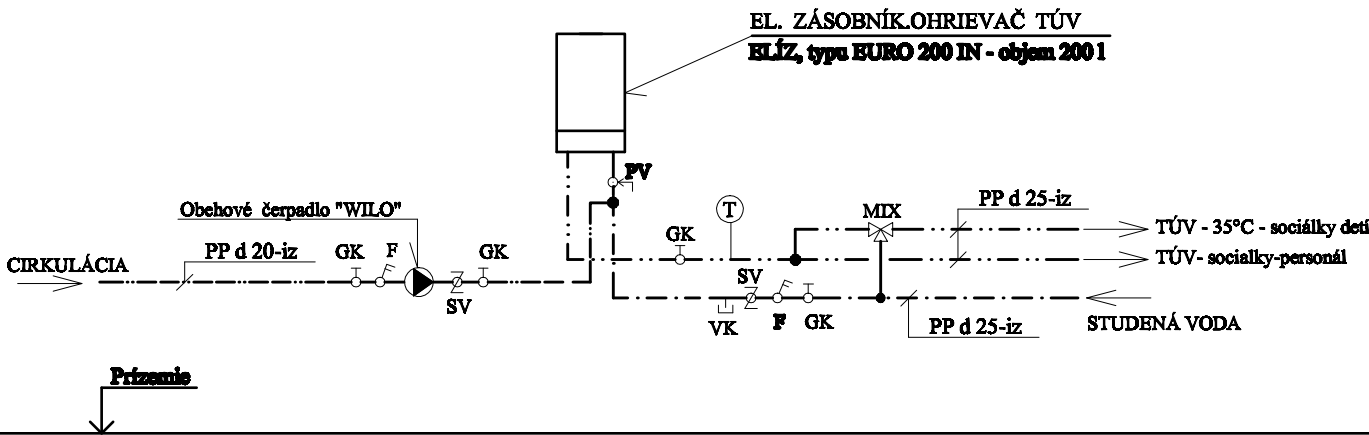 EL. ZÁSOBNÍK.OHRIEVAČ TÚV
ELÍZ, typu EURO 200 IN - objem 200 l
PV
Obehové čerpadlo "WILO"
PP d 20-iz
GK
F
GK
CIRKULÁCIA
SV
T
GK
MIX
PP d 25-iz
TÚV - 35°C - sociálky detí
TÚV- socialky-personál
SV
VK
F
GK
PP d 25-iz
STUDENÁ VODA
Prízemie